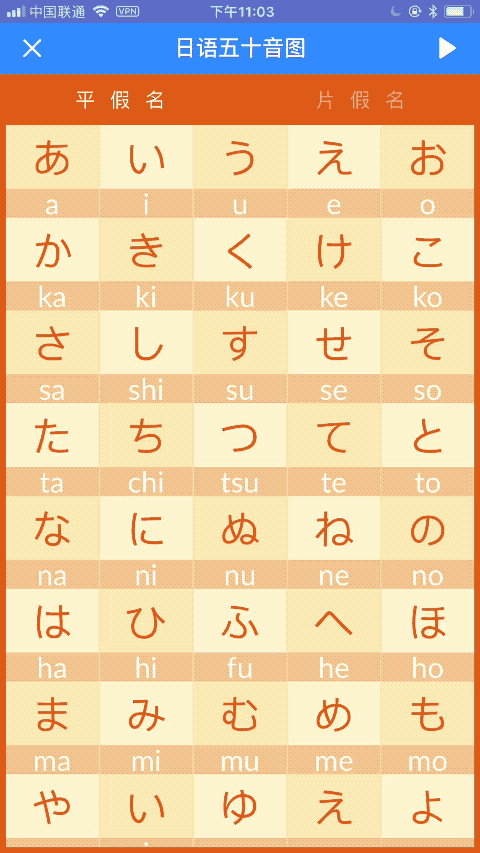 中国联通 VPN 下午11:03
日语五十音图
平假名 片假名
あ い う え お
a i u e o
か き く け こ
ka ki ku ke ko
さ し す せ そ
sa shi su se so
た ち つ て と
ta chi tsu te to
な に ぬ ね の
na ni nu ne no
は ひ ふ へ ほ
ha hi fu he ho
ま み む め も
ma mi mu me mo
や い ゆ え よ